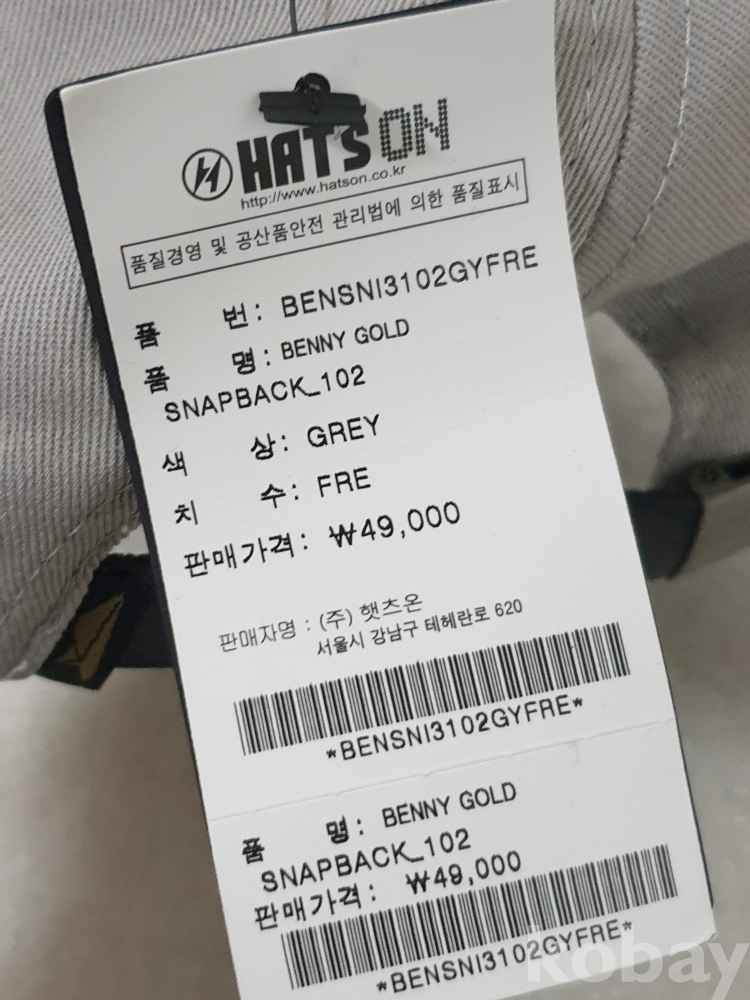 HATS ON
http://www.hatson.co.kr
품질경영 및 공산품안전 관리법에 의한 품질표시
품 번: BENSNI3102GYFRE
품 명: BENNY GOLD
SNAPBACK_102
색 상: GREY
치 수: FRE
판매가격: ₩49,000
판매자명 : (주) 햇츠온
서울시 강남구 테헤란로 620
*BENSNI3102GYFRE*
품 명: BENNY GOLD
SNAPBACK_102
판매가격: ₩49,000
*BENSNI3102GYFRE*
kobay